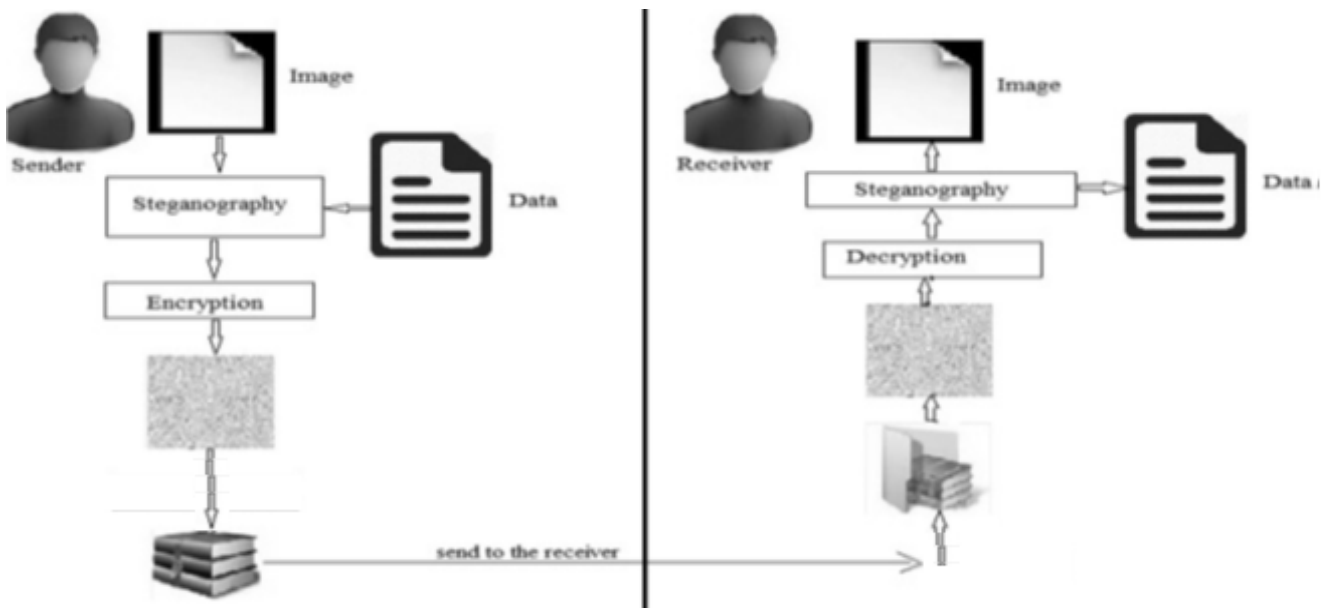 Image
Sender
Data
Steganography
Encryption
send to the receiver
Image
Receiver
Data
Steganography
Decryption